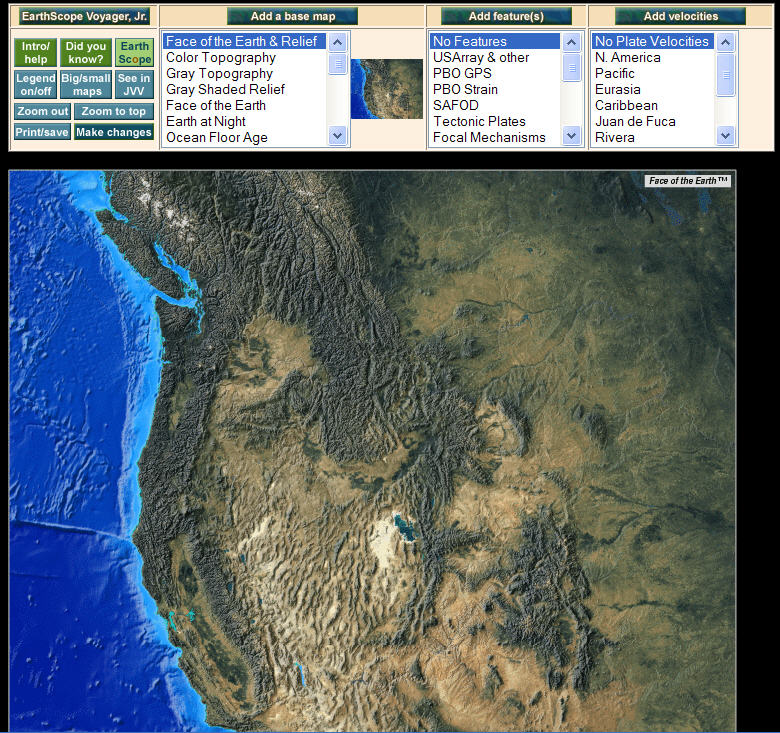 EarthScope Voyager, Jr.
Add a base map
Add feature(s)
Add velocities
Intro/
help
Did you
know?
Earth
Scope
Legend
on/off
Big/small
maps
See in
JVV
Zoom out
Zoom to top
Print/save
Make changes
Face of the Earth & Relief
Color Topography
Gray Topography
Gray Shaded Relief
Face of the Earth
Earth at Night
Ocean Floor Age
No Features
USArray & other
PBO GPS
PBO Strain
SAFOD
Tectonic Plates
Focal Mechanisms
No Plate Velocities
N. America
Pacific
Eurasia
Caribbean
Juan de Fuca
Rivera
Face of the Earth™